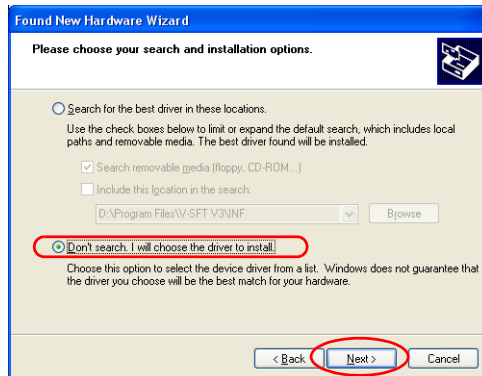 Found New Hardware Wizard
Please choose your search and installation options.
Search for the best driver in these locations.
Use the check boxes below to limit or expand the default search, which includes local
paths and removable media. The best driver found will be installed.
Search removable media (floppy, CD-ROM...)
Include this location in the search:
D:\Program Files\V-SFT V3\INF
Browse
Don't search. I will choose the driver to install.
Choose this option to select the device driver from a list. Windows does not guarantee that
the driver you choose will be the best match for your hardware.
< Back
Next >
Cancel